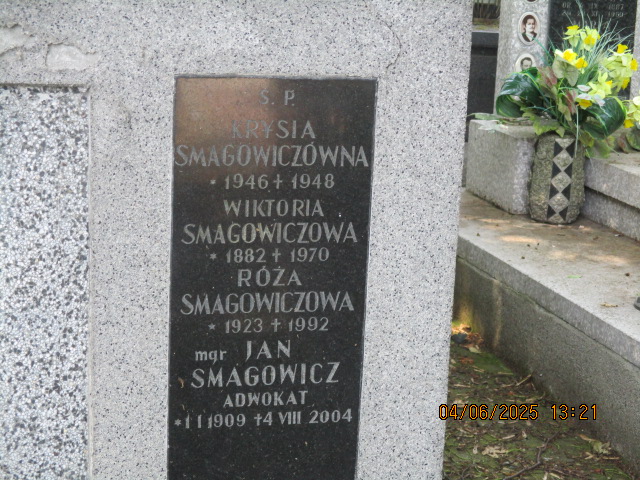 Ś. P.
KRYSIA
SMAGOWICZÓWNA
* 1946 + 1948
WIKTORIA
SMAGOWICZOWA
* 1882 + 1970
RÓŻA
SMAGOWICZOWA
* 1923 + 1992
mgr JAN
SMAGOWICZ
ADWOKAT
* 1 I 1909 + 4 VIII 2004
04/06/2025 13:21